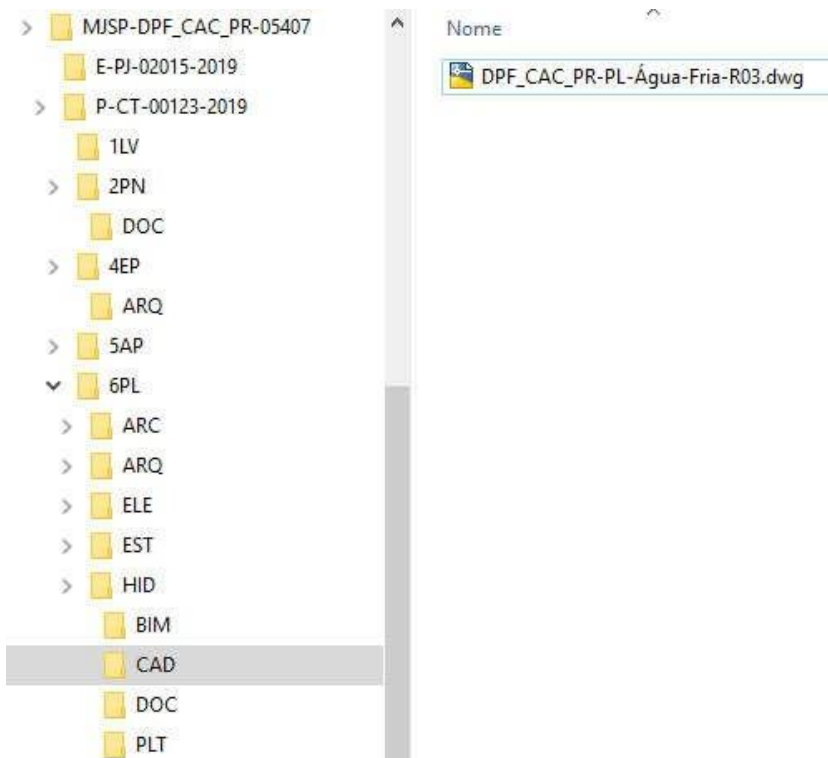 MJSP-DPF_CAC_PR-05407
E-PJ-02015-2019
P-CT-00123-2019
1LV
2PN
DOC
4EP
ARQ
5AP
6PL
ARC
ARQ
ELE
EST
HID
BIM
CAD
DOC
PLT
Nome
DPF_CAC_PR-PL-Água-Fria-R03.dwg